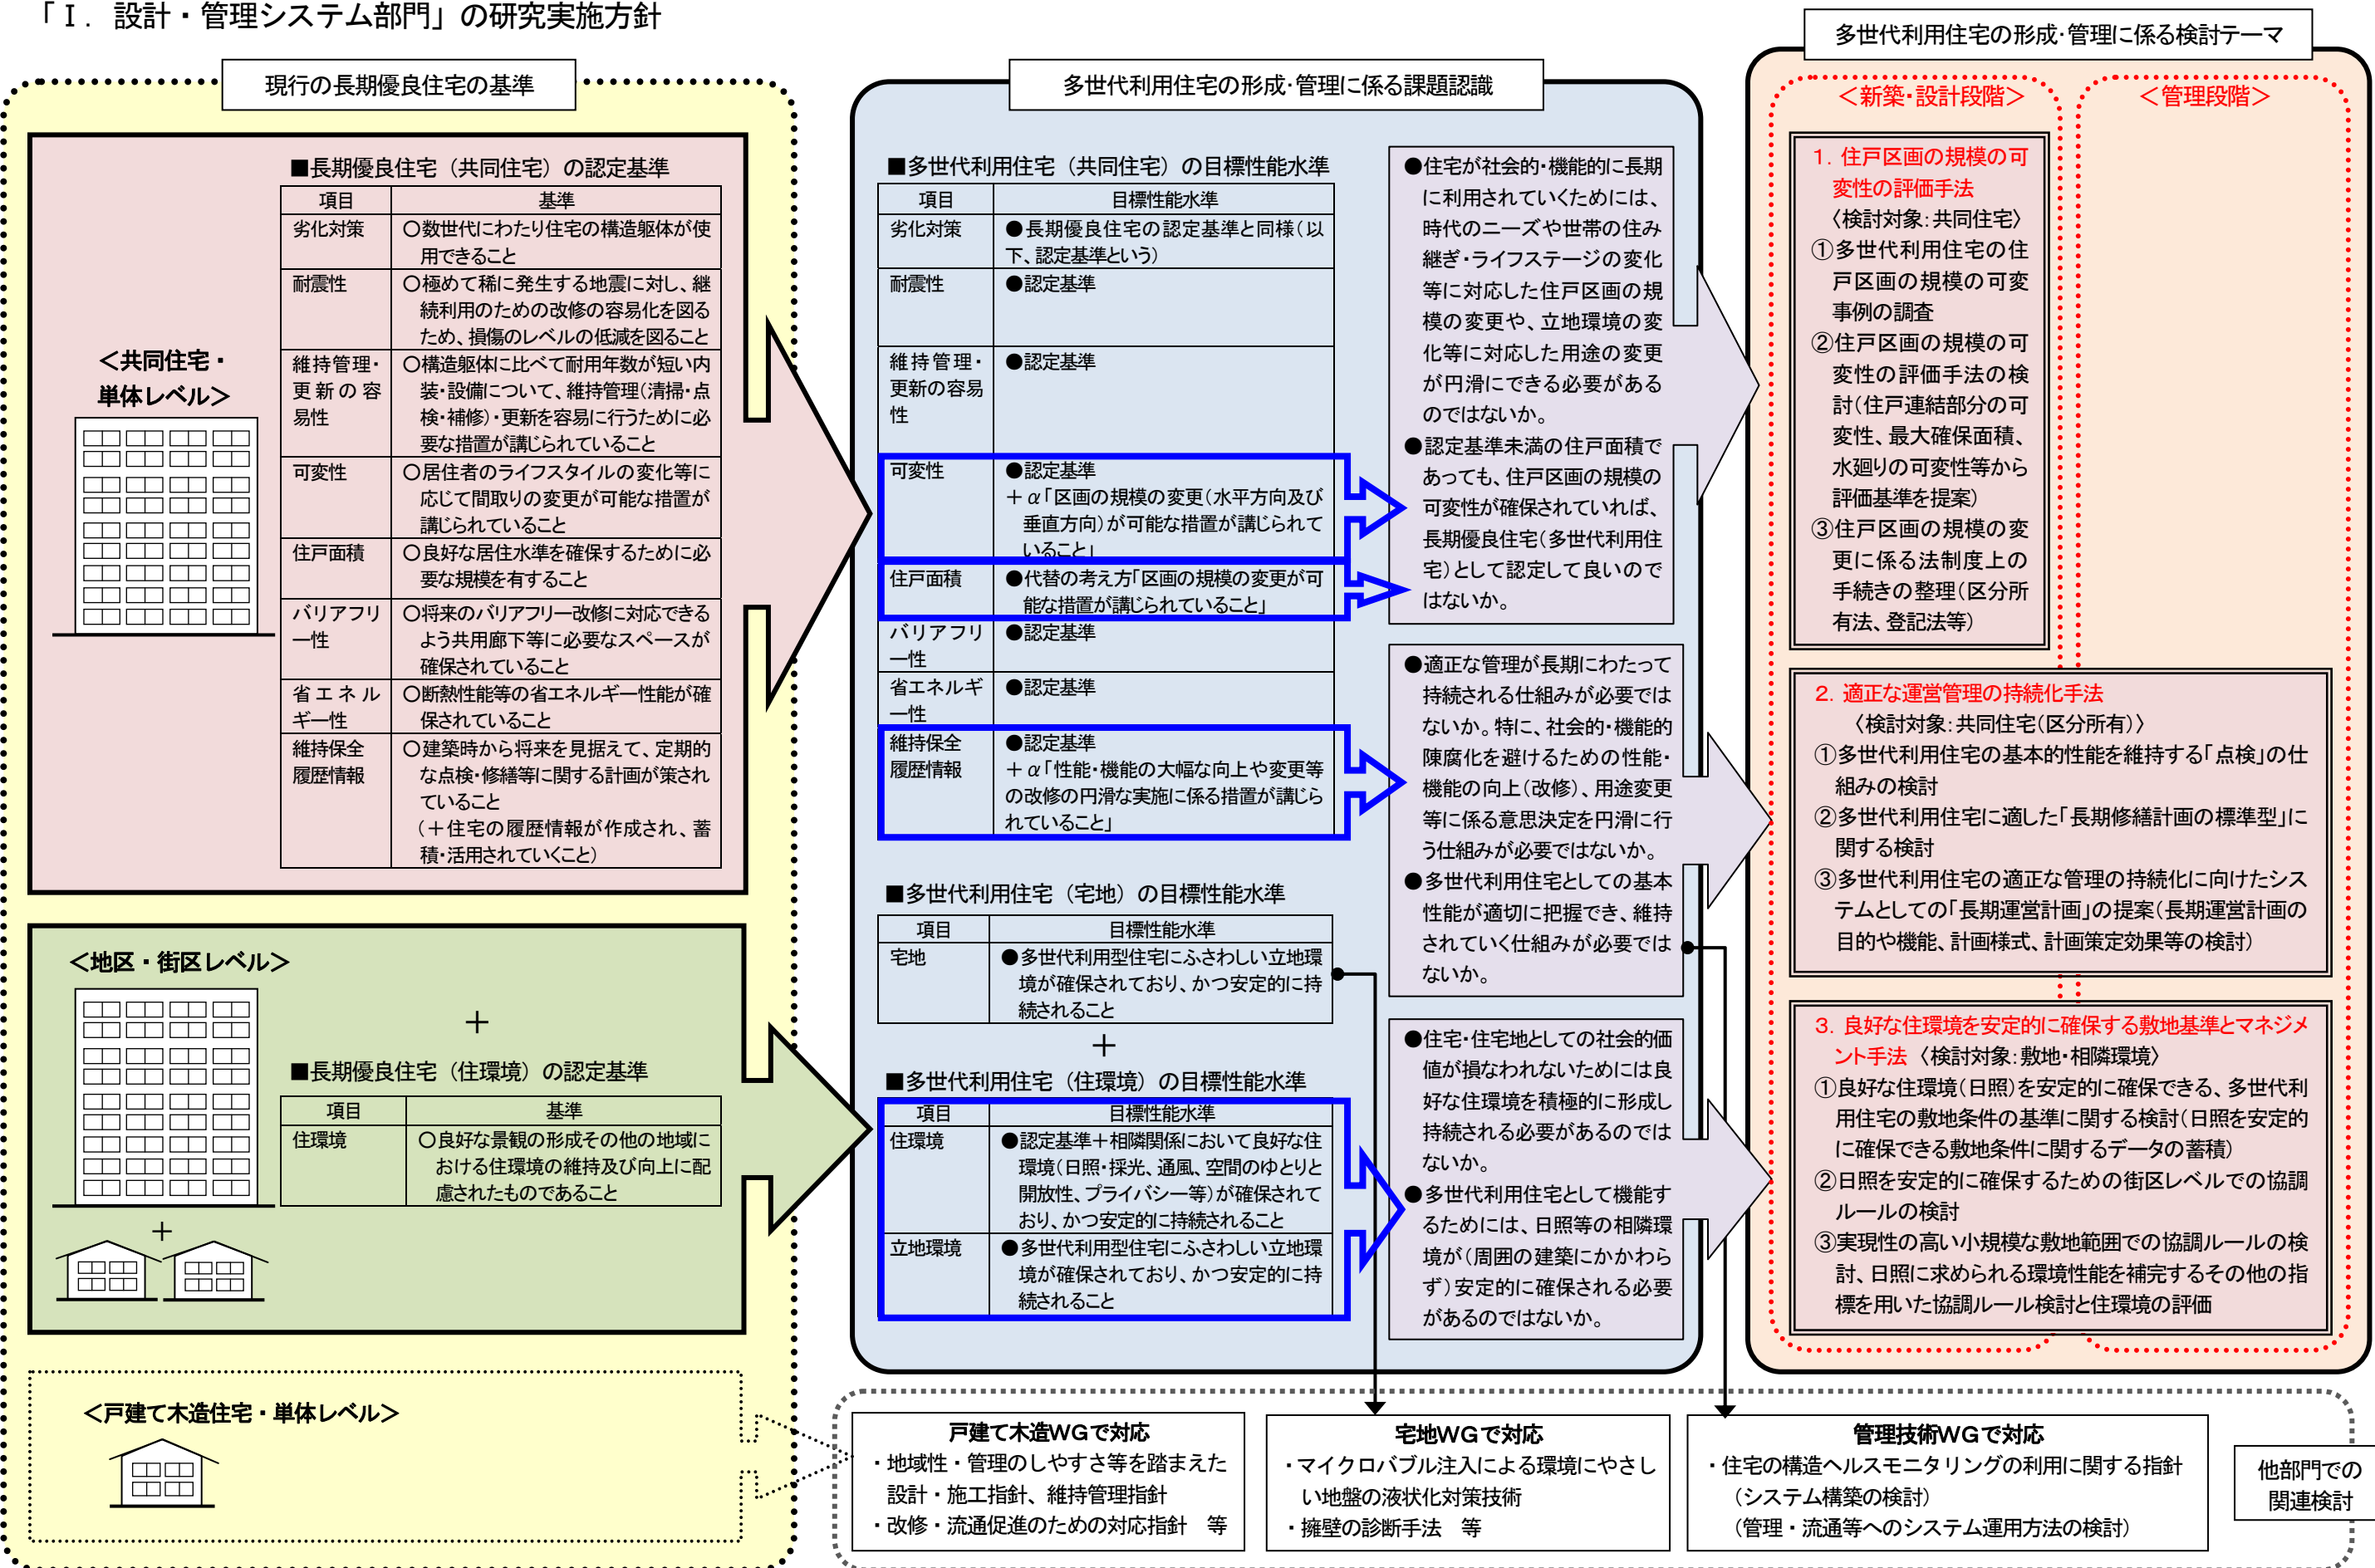 「Ⅰ．設計・管理システム部門」の研究実施方針
現行の長期優良住宅の基準
■長期優良住宅（共同住宅）の認定基準
項目 基準
劣化対策 ○数世代にわたり住宅の構造躯体が使
用できること
耐震性 ○極めて稀に発生する地震に対し、継
続利用のための改修の容易化を図る
ため、損傷のレベルの低減を図ること
維持管理・ ○構造躯体に比べて耐用年数が短い内
更新の容 装・設備について、維持管理（清掃・点
易性 検・補修）・更新を容易に行うために必
要な措置が講じられていること
可変性 ○居住者のライフスタイルの変化等に
応じて間取りの変更が可能な措置が
講じられていること
住戸面積 ○良好な居住水準を確保するために必
要な規模を有すること
バリアフリ ○将来のバリアフリー改修に対応できる
ー性 よう共用廊下等に必要なスペースが
確保されていること
省エネル ○断熱性能等の省エネルギー性能が確
ギー性 保されていること
維持保全 ○建築時から将来を見据えて、定期的
履歴情報 な点検・修繕等に関する計画が策され
ていること
（＋住宅の履歴情報が作成され、蓄
積・活用されていくこと）
＜共同住宅・
単体レベル＞
＜地区・街区レベル＞
＋
■長期優良住宅（住環境）の認定基準
項目 基準
住環境 ○良好な景観の形成その他の地域に
おける住環境の維持及び向上に配
慮されたものであること
＋
＜戸建て木造住宅・単体レベル＞
多世代利用住宅の形成・管理に係る課題認識
■多世代利用住宅（共同住宅）の目標性能水準
項目 目標性能水準
劣化対策 ●長期優良住宅の認定基準と同様（以
下、認定基準という）
耐震性 ●認定基準
維持管理・ ●認定基準
更新の容易
性
可変性 ●認定基準
＋α「区画の規模の変更（水平方向及び
垂直方向）が可能な措置が講じられて
いること」
住戸面積 ●代替の考え方「区画の規模の変更が可
能な措置が講じられていること」
バリアフリ ●認定基準
ー性
省エネルギ ●認定基準
ー性
維持保全 ●認定基準
履歴情報 ＋α「性能・機能の大幅な向上や変更等
の改修の円滑な実施に係る措置が講じら
れていること」
■多世代利用住宅（宅地）の目標性能水準
項目 目標性能水準
宅地 ●多世代利用型住宅にふさわしい立地環
境が確保されており、かつ安定的に持
続されること
＋
■多世代利用住宅（住環境）の目標性能水準
項目 目標性能水準
住環境 ●認定基準＋相隣関係において良好な住
環境（日照・採光、通風、空間のゆとりと
開放性、プライバシー等）が確保されて
おり、かつ安定的に持続されること
立地環境 ●多世代利用型住宅にふさわしい立地環
境が確保されており、かつ安定的に持
続されること
●住宅が社会的・機能的に長期
に利用されていくためには、
時代のニーズや世帯の住み
継ぎ・ライフステージの変化
等に対応した住戸区画の規
模の変更や、立地環境の変
化等に対応した用途の変更
が円滑にできる必要がある
のではないか。
●認定基準未満の住戸面積で
あっても、住戸区画の規模の
可変性が確保されていれば、
長期優良住宅（多世代利用住
宅）として認定して良いので
はないか。
●適正な管理が長期にわたって
持続される仕組みが必要では
ないか。特に、社会的・機能的
陳腐化を避けるための性能・
機能の向上（改修）、用途変更
等に係る意思決定を円滑に行
う仕組みが必要ではないか。
●多世代利用住宅としての基本
性能が適切に把握でき、維持
されていく仕組みが必要では
ないか。
●住宅・住宅地としての社会的価
値が損なわれないためには良
好な住環境を積極的に形成し
持続される必要があるのでは
ないか。
●多世代利用住宅として機能す
るためには、日照等の相隣環
境が（周囲の建築にかかわら
ず）安定的に確保される必要
があるのではないか。
多世代利用住宅の形成・管理に係る検討テーマ
＜新築・設計段階＞ ＜管理段階＞
1．住戸区画の規模の可
変性の評価手法
〈検討対象：共同住宅〉
①多世代利用住宅の住
戸区画の規模の可変
事例の調査
②住戸区画の規模の可
変性の評価手法の検
討（住戸連結部分の可
変性、最大確保面積、
水廻りの可変性等から
評価基準を提案）
③住戸区画の規模の変
更に係る法制度上の
手続きの整理（区分所
有法、登記法等）
2．適正な運営管理の持続化手法
〈検討対象：共同住宅（区分所有）〉
①多世代利用住宅の基本的性能を維持する「点検」の仕
組みの検討
②多世代利用住宅に適した「長期修繕計画の標準型」に
関する検討
③多世代利用住宅の適正な管理の持続化に向けたシス
テムとしての「長期運営計画」の提案（長期運営計画の
目的や機能、計画様式、計画策定効果等の検討）
3．良好な住環境を安定的に確保する敷地基準とマネジメ
ント手法〈検討対象：敷地・相隣環境〉
①良好な住環境（日照）を安定的に確保できる、多世代利
用住宅の敷地条件の基準に関する検討（日照を安定的
に確保できる敷地条件に関するデータの蓄積）
②日照を安定的に確保するための街区レベルでの協調
ルールの検討
③実現性の高い小規模な敷地範囲での協調ルールの検
討、日照に求められる環境性能を補完するその他の指
標を用いた協調ルール検討と住環境の評価
戸建て木造ＷＧで対応
・地域性・管理のしやすさ等を踏まえた
設計・施工指針、維持管理指針
・改修・流通促進のための対応指針　等
宅地ＷＧで対応
・マイクロバブル注入による環境にやさし
い地盤の液状化対策技術
・擁壁の診断手法　等
管理技術ＷＧで対応
・住宅の構造ヘルスモニタリングの利用に関する指針
（システム構築の検討）
（管理・流通等へのシステム運用方法の検討）
他部門での
関連検討